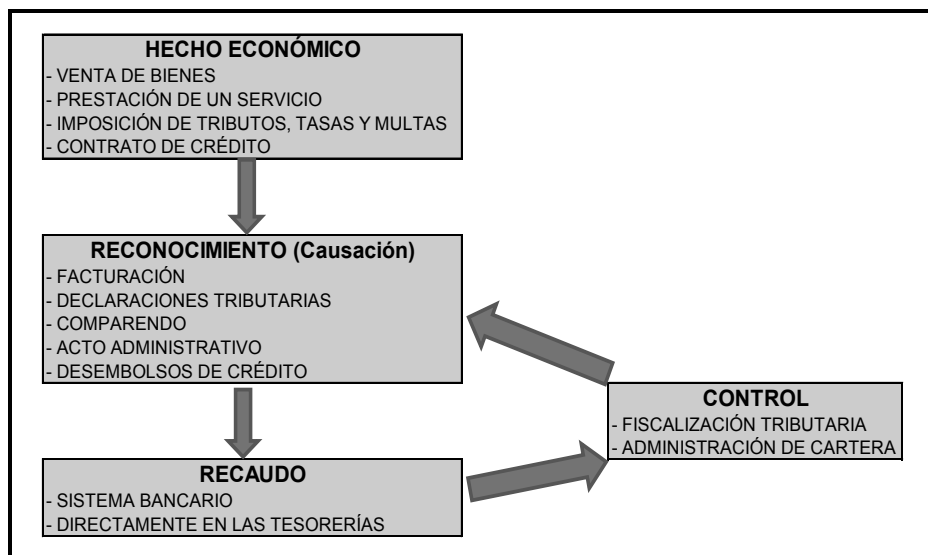 HECHO ECONÓMICO
- VENTA DE BIENES
- PRESTACIÓN DE UN SERVICIO
- IMPOSICIÓN DE TRIBUTOS, TASAS Y MULTAS
- CONTRATO DE CRÉDITO
RECONOCIMIENTO (Causación)
- FACTURACIÓN
- DECLARACIONES TRIBUTARIAS
- COMPARENDO
- ACTO ADMINISTRATIVO
- DESEMBOLSOS DE CRÉDITO
CONTROL
- FISCALIZACIÓN TRIBUTARIA
- ADMINISTRACIÓN DE CARTERA
RECAUDO
- SISTEMA BANCARIO
- DIRECTAMENTE EN LAS TESORERÍAS